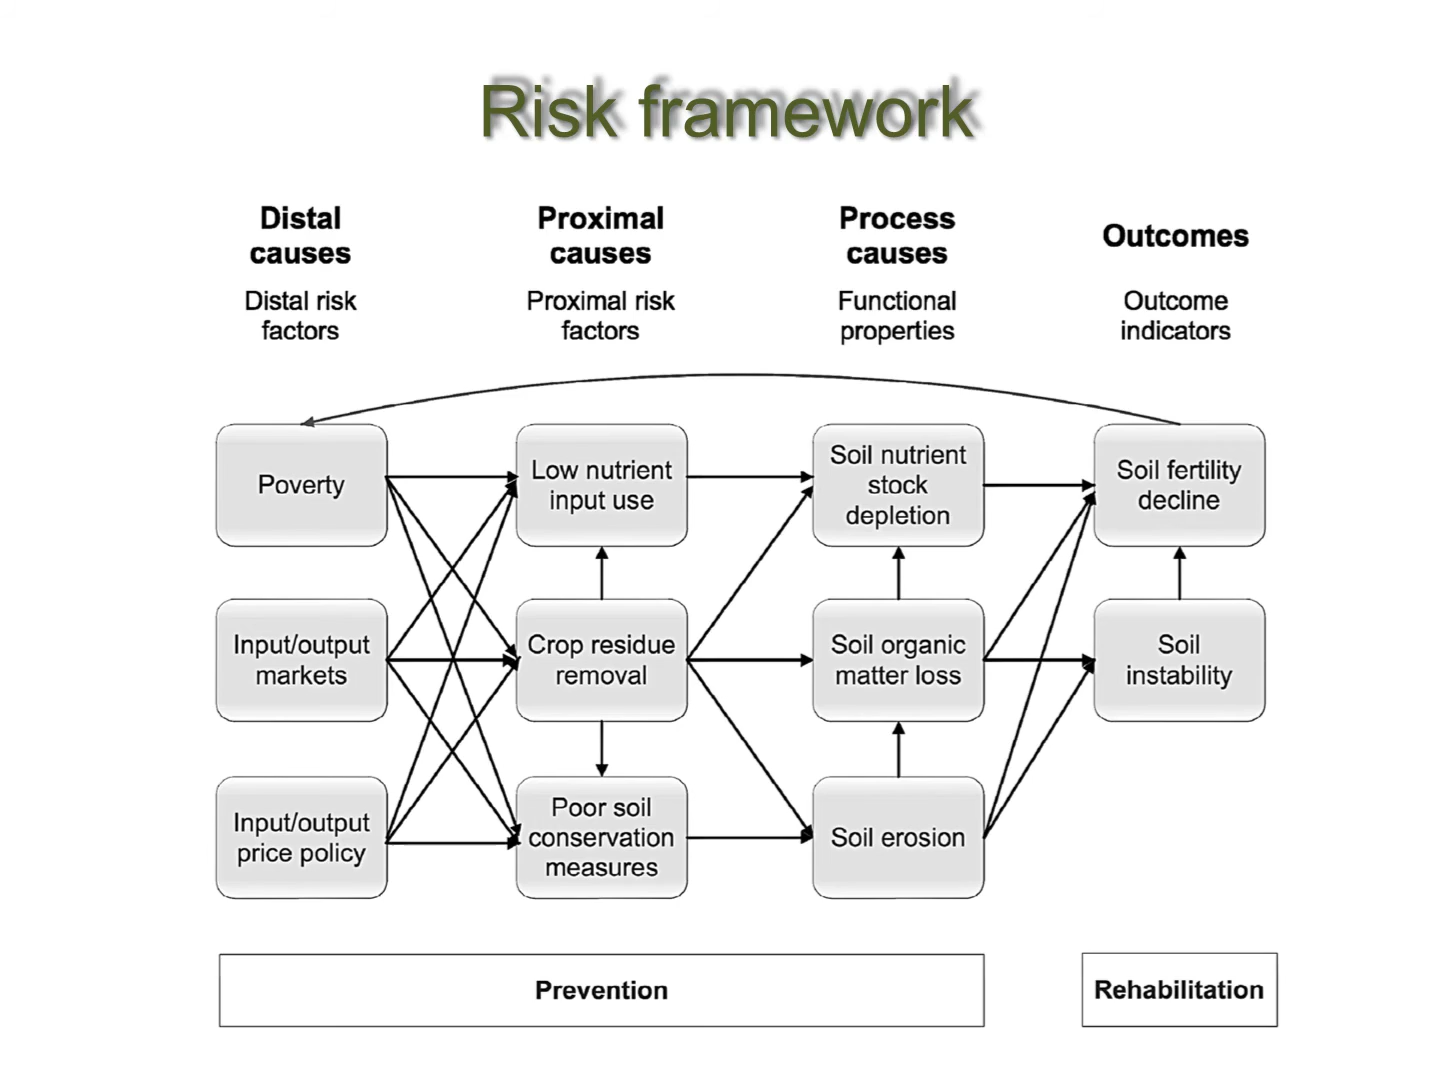 Risk framework
Distal
causes
Proximal
causes
Process
causes
Outcomes
Distal risk
factors
Proximal risk
factors
Functional
properties
Outcome
indicators
Poverty
Low nutrient
input use
Soil nutrient
stock
depletion
Soil fertility
decline
Input/output
markets
Crop residue
removal
Soil organic
matter loss
Soil
instability
Input/output
price policy
Poor soil
conservation
measures
Soil erosion
Prevention
Rehabilitation